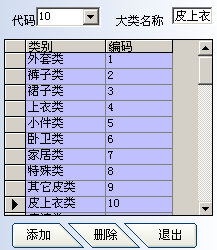 代码 10 大类名称 皮上衣
类别 编码
外套类 1
裤子类 2
裙子类 3
上衣类 4
小件类 5
卧卫类 6
家居类 7
特殊类 8
其它皮类 9
皮上衣类 10
添加 删除 退出